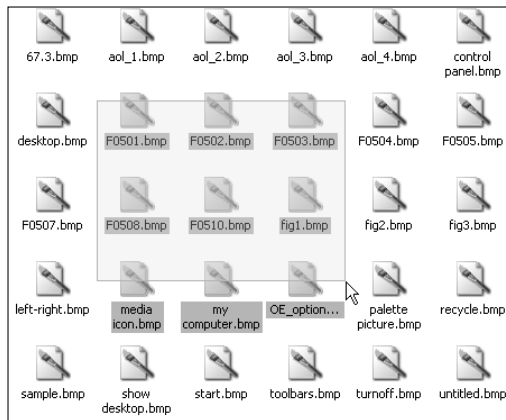 67.3.bmp aol_1.bmp aol_2.bmp aol_3.bmp aol_4.bmp control
panel.bmp
desktop.bmp F0501.bmp F0502.bmp F0503.bmp F0504.bmp F0505.bmp
F0507.bmp F0508.bmp F0510.bmp fig1.bmp fig2.bmp fig3.bmp
left-right.bmp media my OE_option... palette recycle.bmp
icon.bmp computer.bmp picture.bmp
sample.bmp show start.bmp toolbars.bmp turnoff.bmp untitled.bmp
desktop.bmp